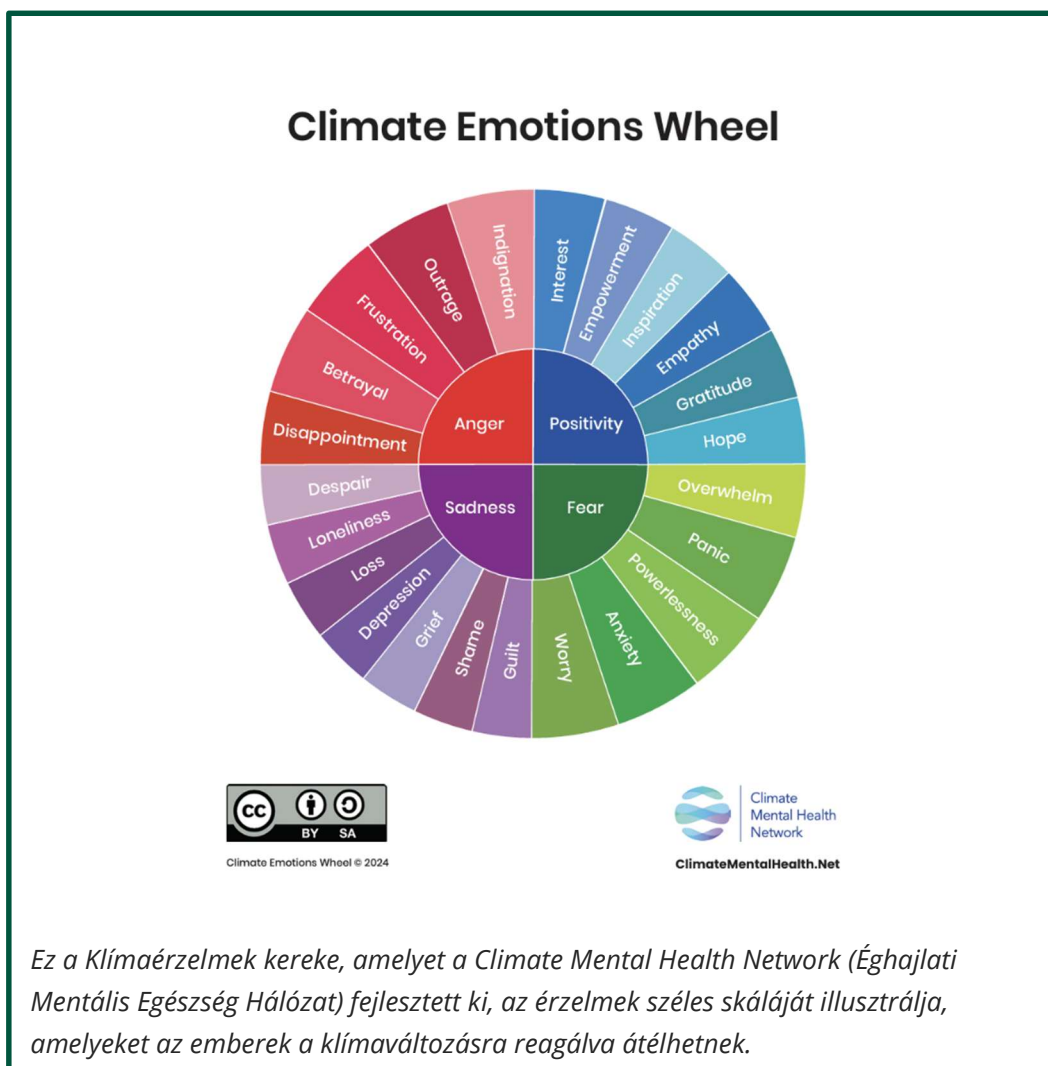 Climate Emotions Wheel
Indignation
Interest
Outrage
Empowerment
Frustration
Inspiration
Betrayal
Empathy
Disappointment
Gratitude
Hope
Anger
Positivity
Sadness
Fear
Despair
Overwhelm
Loneliness
Panic
Loss
Powerlessness
Depression
Anxiety
Grief
Worry
Shame
Guilt
cc
BY SA
Climate Emotions Wheel © 2024
Climate
Mental Health
Network
ClimateMentalHealth.Net
Ez a Klímaérzelmek kereke, amelyet a Climate Mental Health Network (Éghajlati
Mentális Egészség Hálózat) fejlesztett ki, az érzelmek széles skáláját illusztrálja,
amelyeket az emberek a klímaváltozásra reagálva átélhetnek.